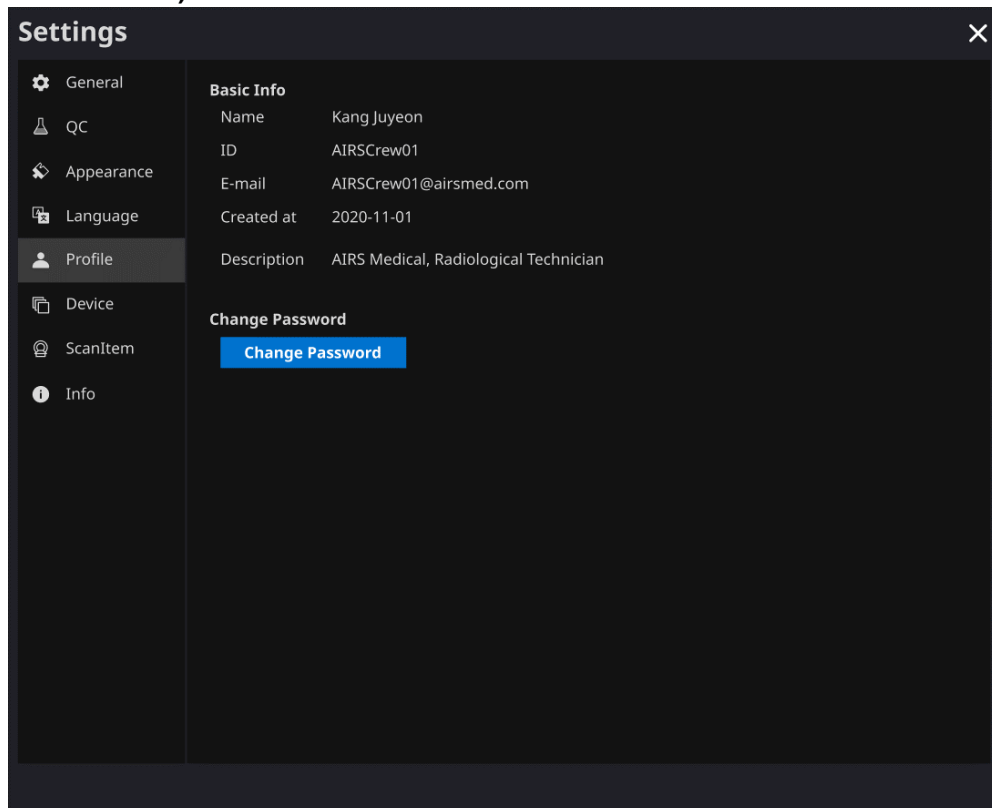 Settings
General
QC
Appearance
Language
Profile
Device
ScanItem
Info
Basic Info
Name Kang Juyeon
ID AIRSCrew01
E-mail AIRSCrew01@airsmed.com
Created at 2020-11-01
Description AIRS Medical, Radiological Technician
Change Password
Change Password